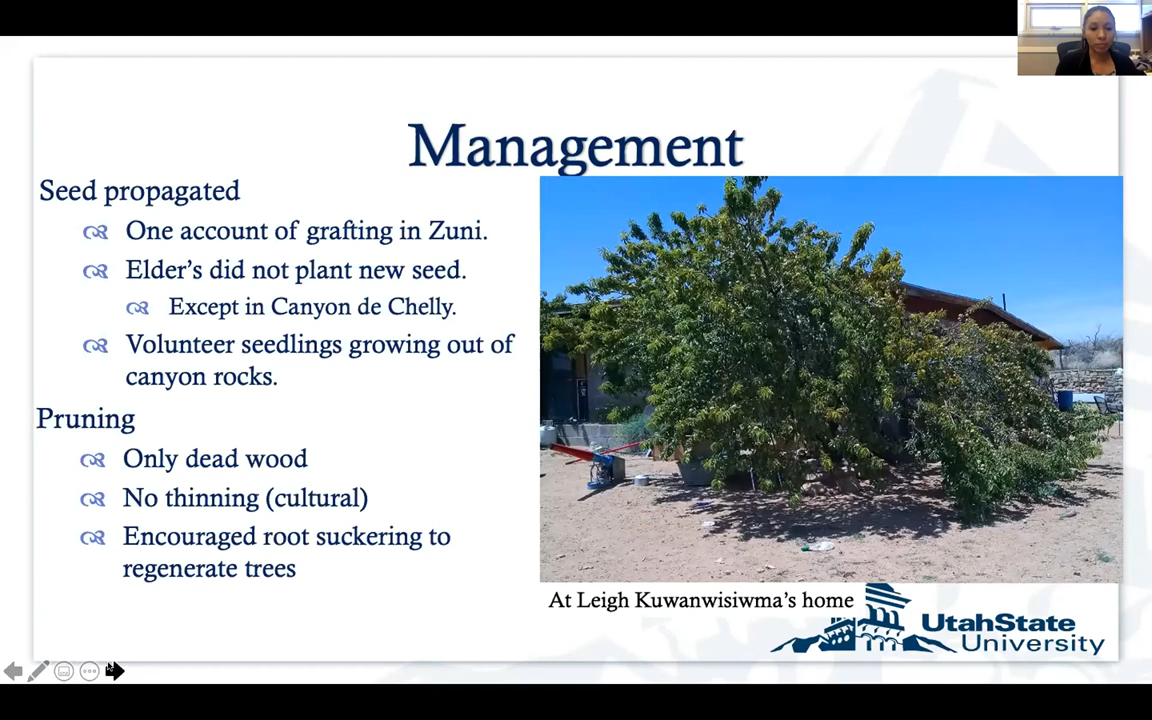 Management
Seed propagated
One account of grafting in Zuni.
Elder's did not plant new seed.
Except in Canyon de Chelly.
Volunteer seedlings growing out of
canyon rocks.
Pruning
Only dead wood
No thinning (cultural)
Encouraged root suckering to
regenerate trees
At Leigh Kuwanwisiwma's home
UtahState
University